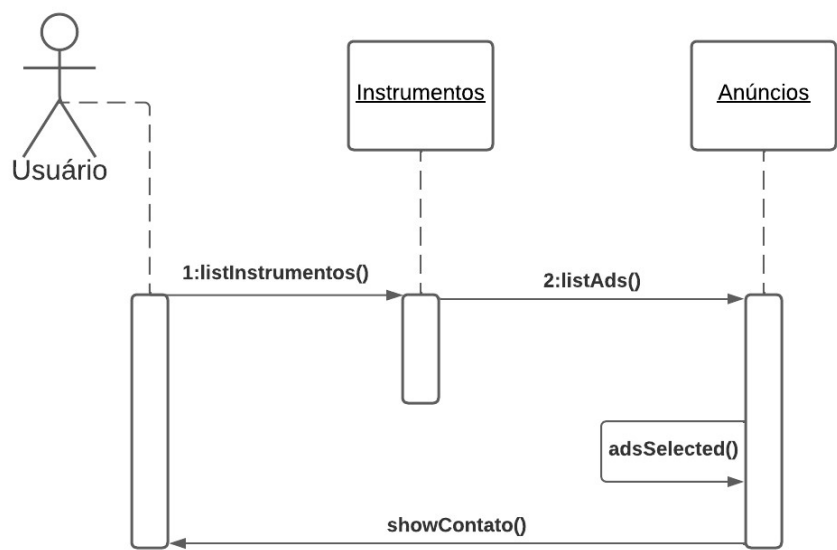 Instrumentos
Anúncios
Usuário
1:listInstrumentos()
2:listAds()
adsSelected()
showContato()